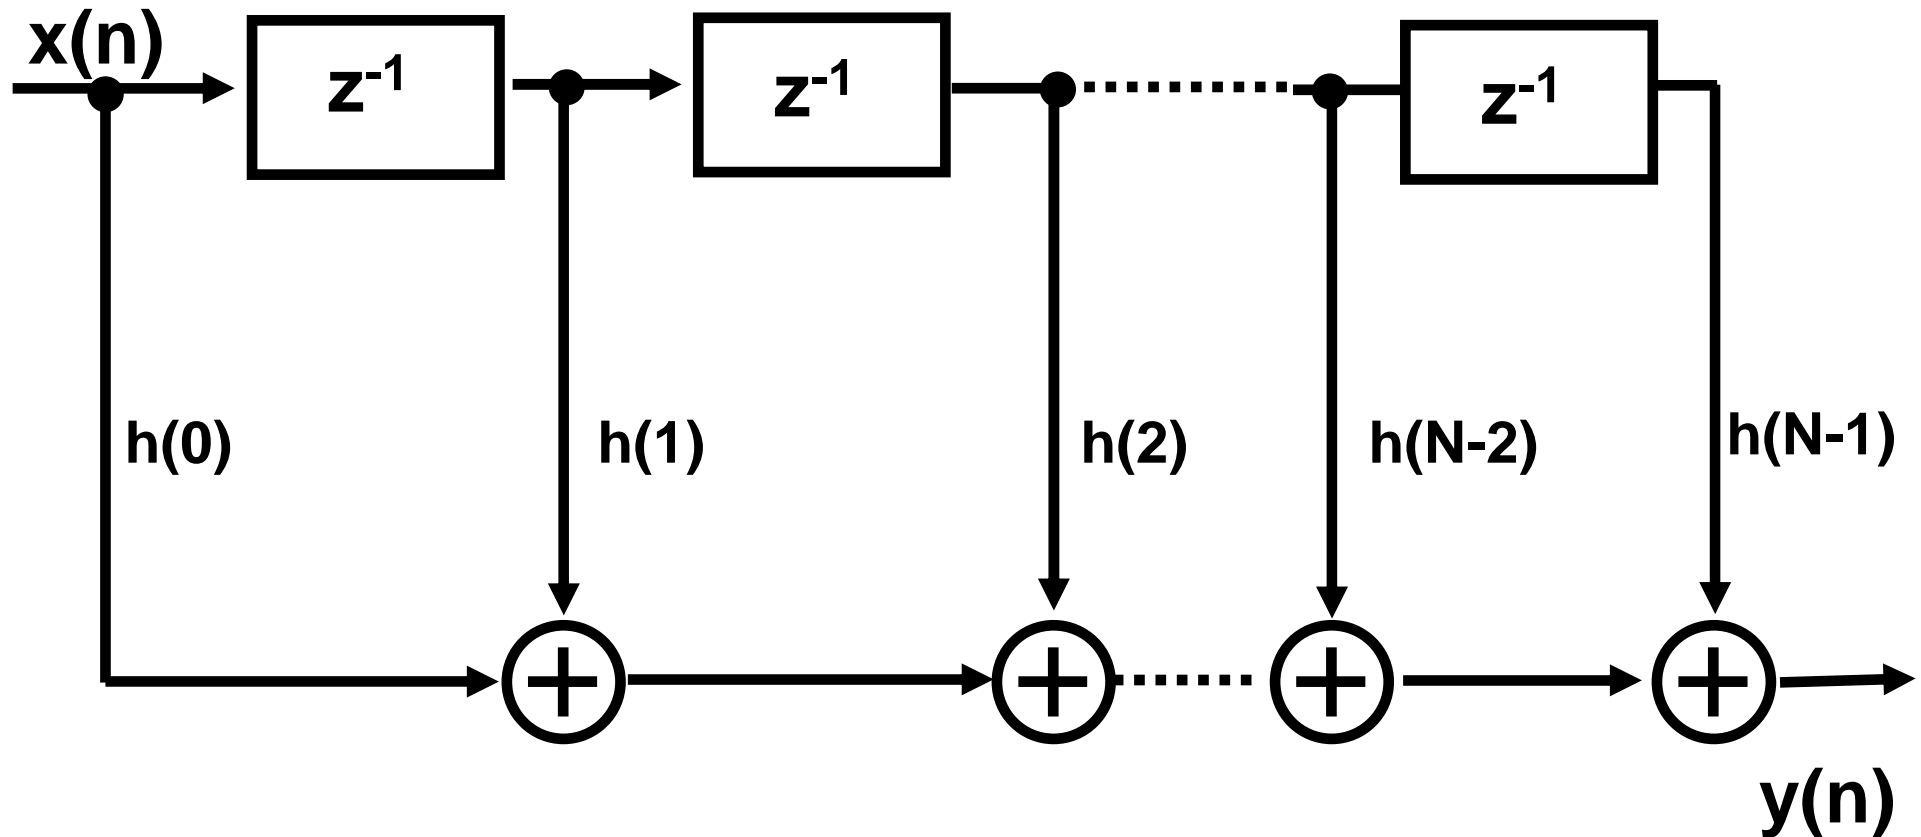 x(n)
z⁻¹
z⁻¹
z⁻¹
h(0)
h(1)
h(2)
h(N-2)
h(N-1)
+
+
+
+
y(n)